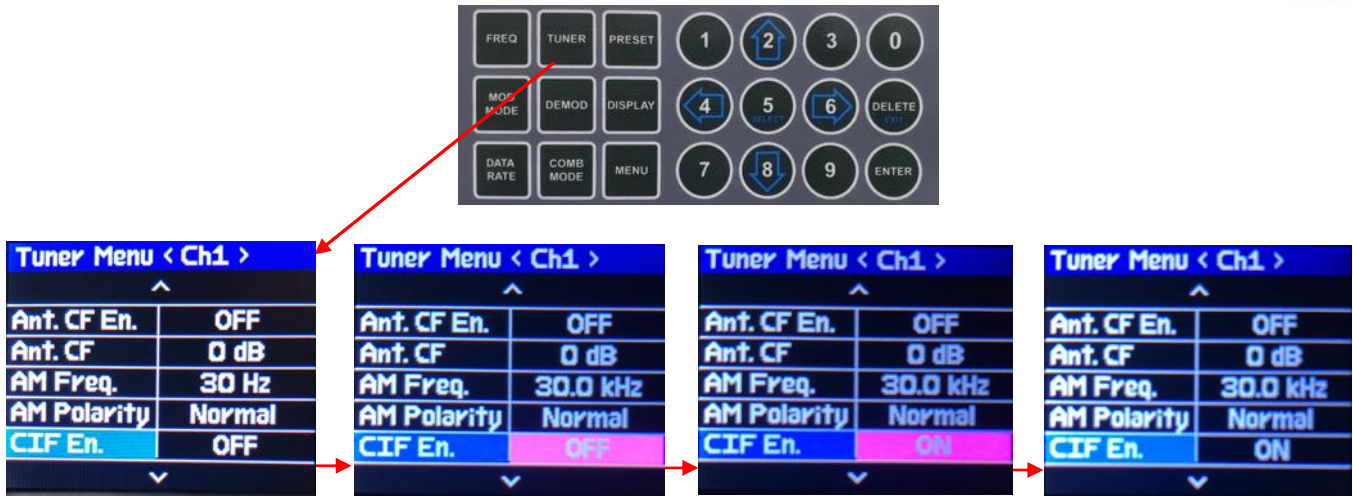 FREQ TUNER PRESET 1 2 3 0
MOD MODE DEMOD DISPLAY 4 5 SELECT 6 DELETE EXIT
DATA RATE COMB MODE MENU 7 8 9 ENTER
Tuner Menu < Ch1 >
Ant. CF En. OFF
Ant. CF 0 dB
AM Freq. 30 Hz
AM Polarity Normal
CIF En. OFF
Tuner Menu < Ch1 >
Ant. CF En. OFF
Ant. CF 0 dB
AM Freq. 30.0 kHz
AM Polarity Normal
CIF En. OFF
Tuner Menu < Ch1 >
Ant. CF En. OFF
Ant. CF 0 dB
AM Freq. 30.0 kHz
AM Polarity Normal
CIF En. ON
Tuner Menu < Ch1 >
Ant. CF En. OFF
Ant. CF 0 dB
AM Freq. 30.0 kHz
AM Polarity Normal
CIF En. ON